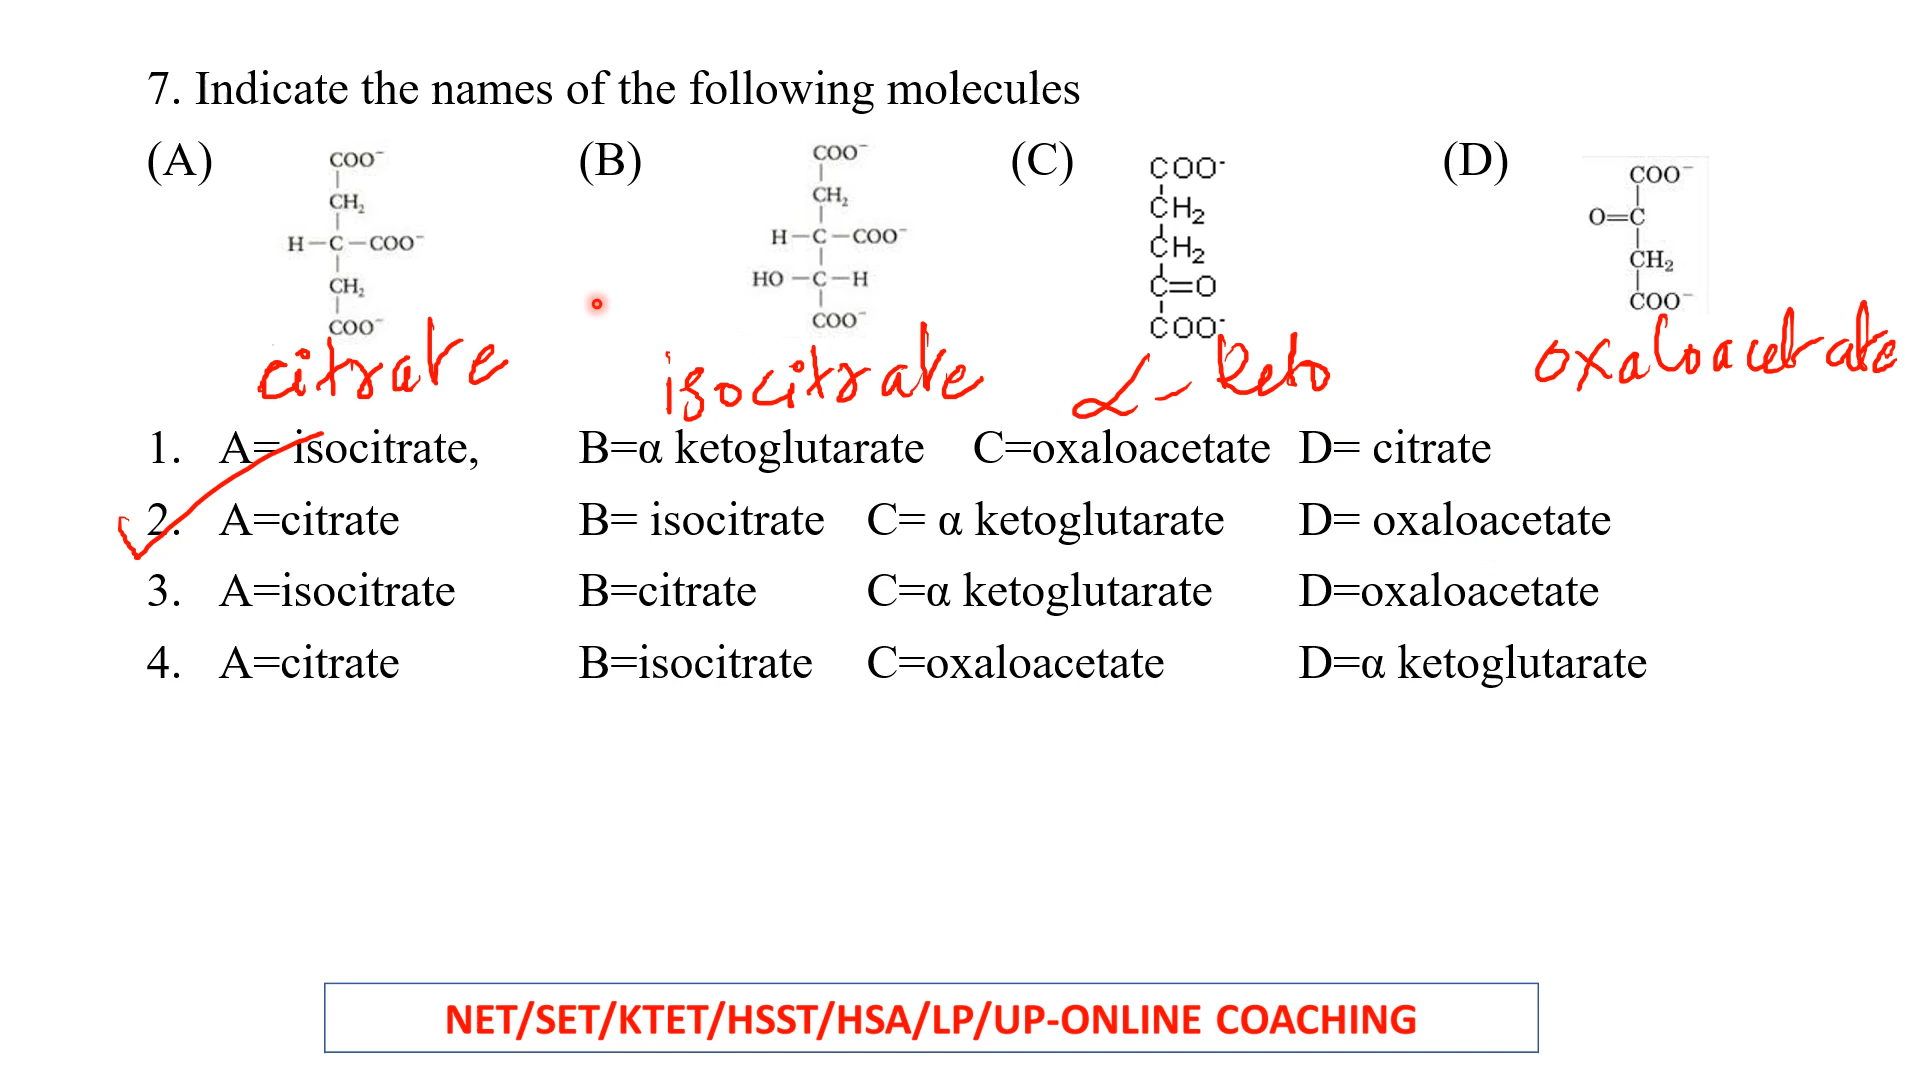 7. Indicate the names of the following molecules
(A) (B) (C) (D)
COO⁻
CH₂
H–C–COO⁻
CH₂
COO⁻
COO⁻
CH₂
H–C–COO⁻
HO–C–H
COO⁻
COO⁻
CH₂
CH₂
C=O
COO⁻
COO⁻
O=C
CH₂
COO⁻
citrate isocitrate α-keto oxaloacetate
1. A= isocitrate, B=α ketoglutarate C=oxaloacetate D= citrate
2. A=citrate B= isocitrate C= α ketoglutarate D= oxaloacetate
3. A=isocitrate B=citrate C=α ketoglutarate D=oxaloacetate
4. A=citrate B=isocitrate C=oxaloacetate D=α ketoglutarate
NET/SET/KTET/HSST/HSA/LP/UP-ONLINE COACHING